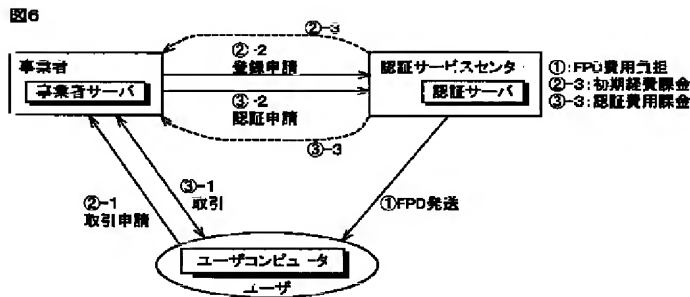 図6
②-3
事業者
事業者サーバ
②-2
登録申請
③-2
認証申請
③-3
認証サービスセンタ
認証サーバ
①:FPD費用負担
②-3:初期経費課金
③-3:認証費用課金
②-1
取引申請
③-1
取引
①FPD発送
ユーザコンピュータ
ユーザ